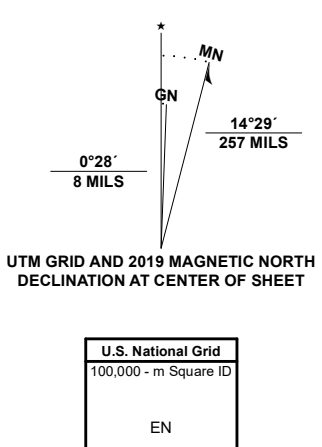 ★
MN
GN
14°29´
257 MILS
0°28´
8 MILS
UTM GRID AND 2019 MAGNETIC NORTH
DECLINATION AT CENTER OF SHEET
U.S. National Grid
100,000 - m Square ID
EN